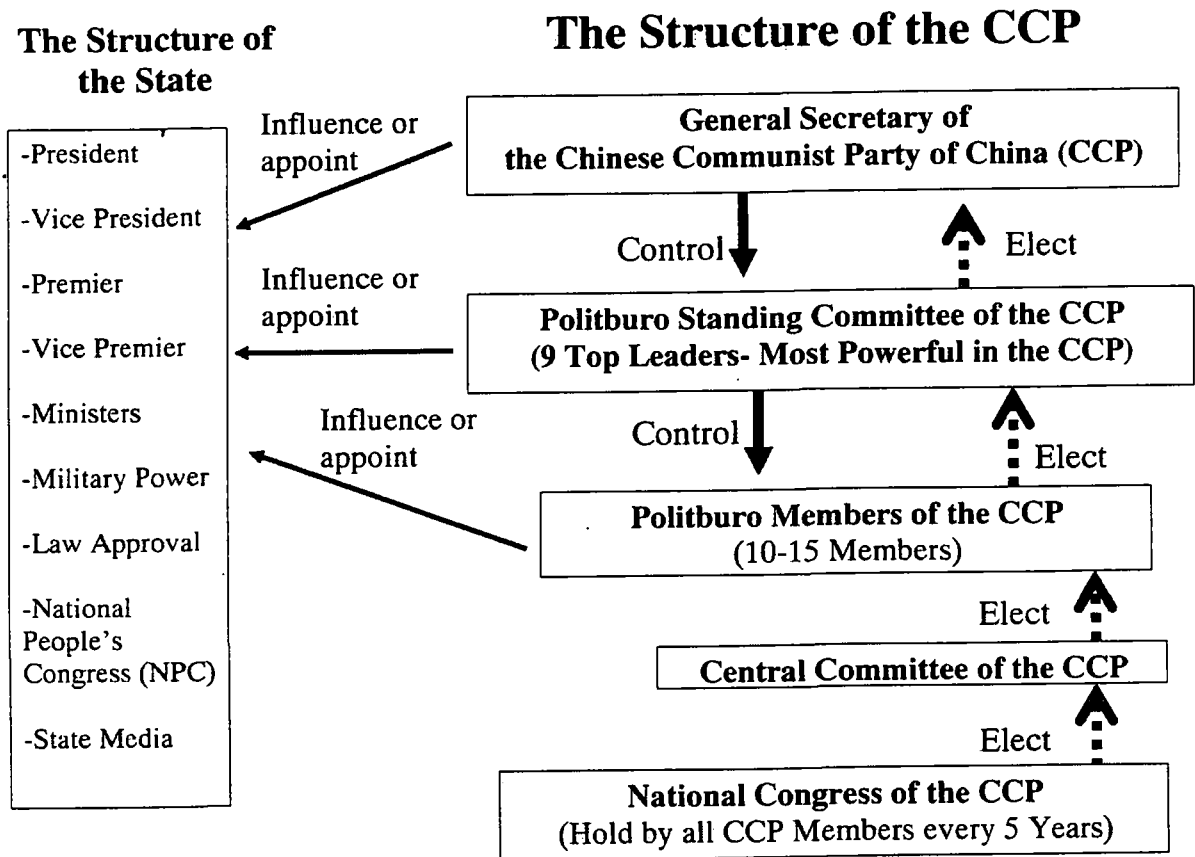 The Structure of
the State
The Structure of the CCP
-President
-Vice President
-Premier
-Vice Premier
-Ministers
-Military Power
-Law Approval
-National
People's
Congress (NPC)
-State Media
Influence or
appoint
General Secretary of
the Chinese Communist Party of China (CCP)
Control
Elect
Influence or
appoint
Politburo Standing Committee of the CCP
(9 Top Leaders- Most Powerful in the CCP)
Influence or
appoint
Control
Elect
Politburo Members of the CCP
(10-15 Members)
Elect
Central Committee of the CCP
Elect
National Congress of the CCP
(Hold by all CCP Members every 5 Years)